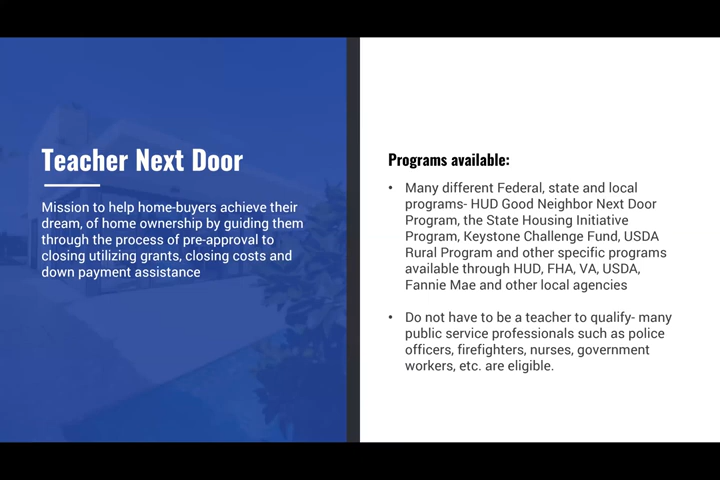 Teacher Next Door
Mission to help home-buyers achieve their
dream, of home ownership by guiding them
through the process of pre-approval to
closing utilizing grants, closing costs and
down payment assistance
Programs available:
• Many different Federal, state and local
programs- HUD Good Neighbor Next Door
Program, the State Housing Initiative
Program, Keystone Challenge Fund, USDA
Rural Program and other specific programs
available through HUD, FHA, VA, USDA,
Fannie Mae and other local agencies
• Do not have to be a teacher to qualify- many
public service professionals such as police
officers, firefighters, nurses, government
workers, etc. are eligible.